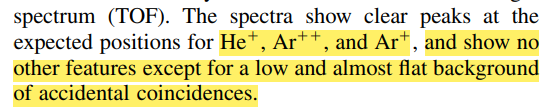 spectrum (TOF). The spectra show clear peaks at the
expected positions for He⁺, Ar⁺⁺, and Ar⁺, and show no
other features except for a low and almost flat background
of accidental coincidences.